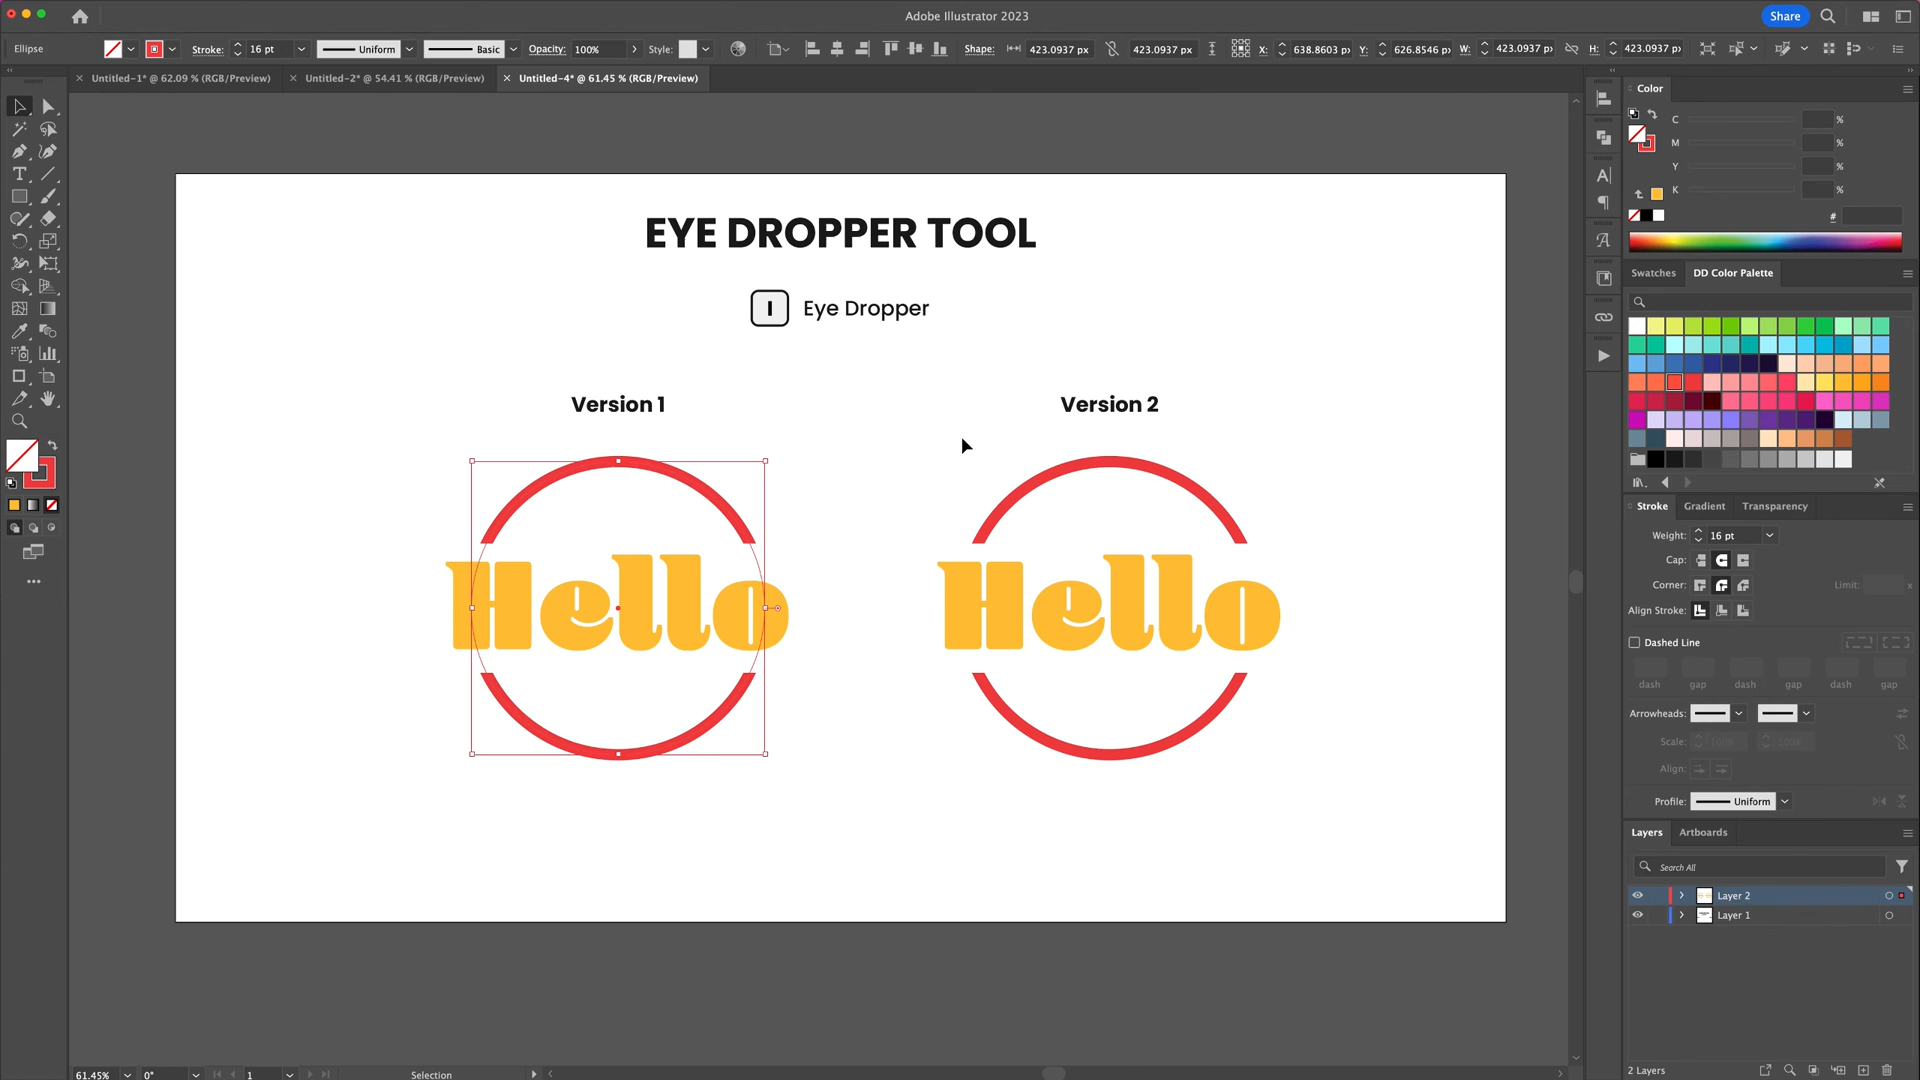 Adobe Illustrator 2023
Share
Ellipse
Stroke:
16 pt
Uniform
Basic
Opacity:
100%
Style:
Shape:
423.0937 px
423.0937 px
X:
638.8603 p
Y:
626.8546 p
W:
423.0937 p
H:
423.0937 p
Untitled-1* @ 62.09 % (RGB/Preview)
Untitled-2* @ 54.41 % (RGB/Preview)
Untitled-4* @ 61.45 % (RGB/Preview)
EYE DROPPER TOOL
I Eye Dropper
Version 1
Version 2
Hello
Hello
Color
C %
M %
Y %
K %
#
Swatches
DD Color Palette
Stroke
Gradient
Transparency
Weight:
16 pt
Cap:
Corner:
Limit:
x
Align Stroke:
Dashed Line
dash gap dash gap dash gap
Arrowheads:
Scale:
100%
100%
Align:
Profile:
Uniform
Layers
Artboards
Search All
Layer 2
Layer 1
2 Layers
61.45%
0°
1
Selection